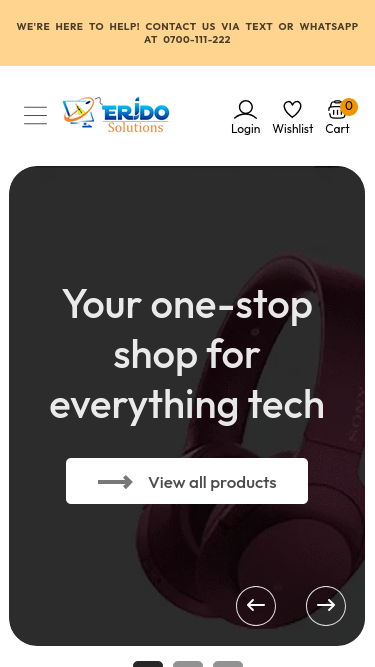 WE'RE HERE TO HELP! CONTACT US VIA TEXT OR WHATSAPP
AT 0700-111-222
ERIDO
Solutions
0
Login Wishlist Cart
Your one-stop
shop for
everything tech
SONY
View all products